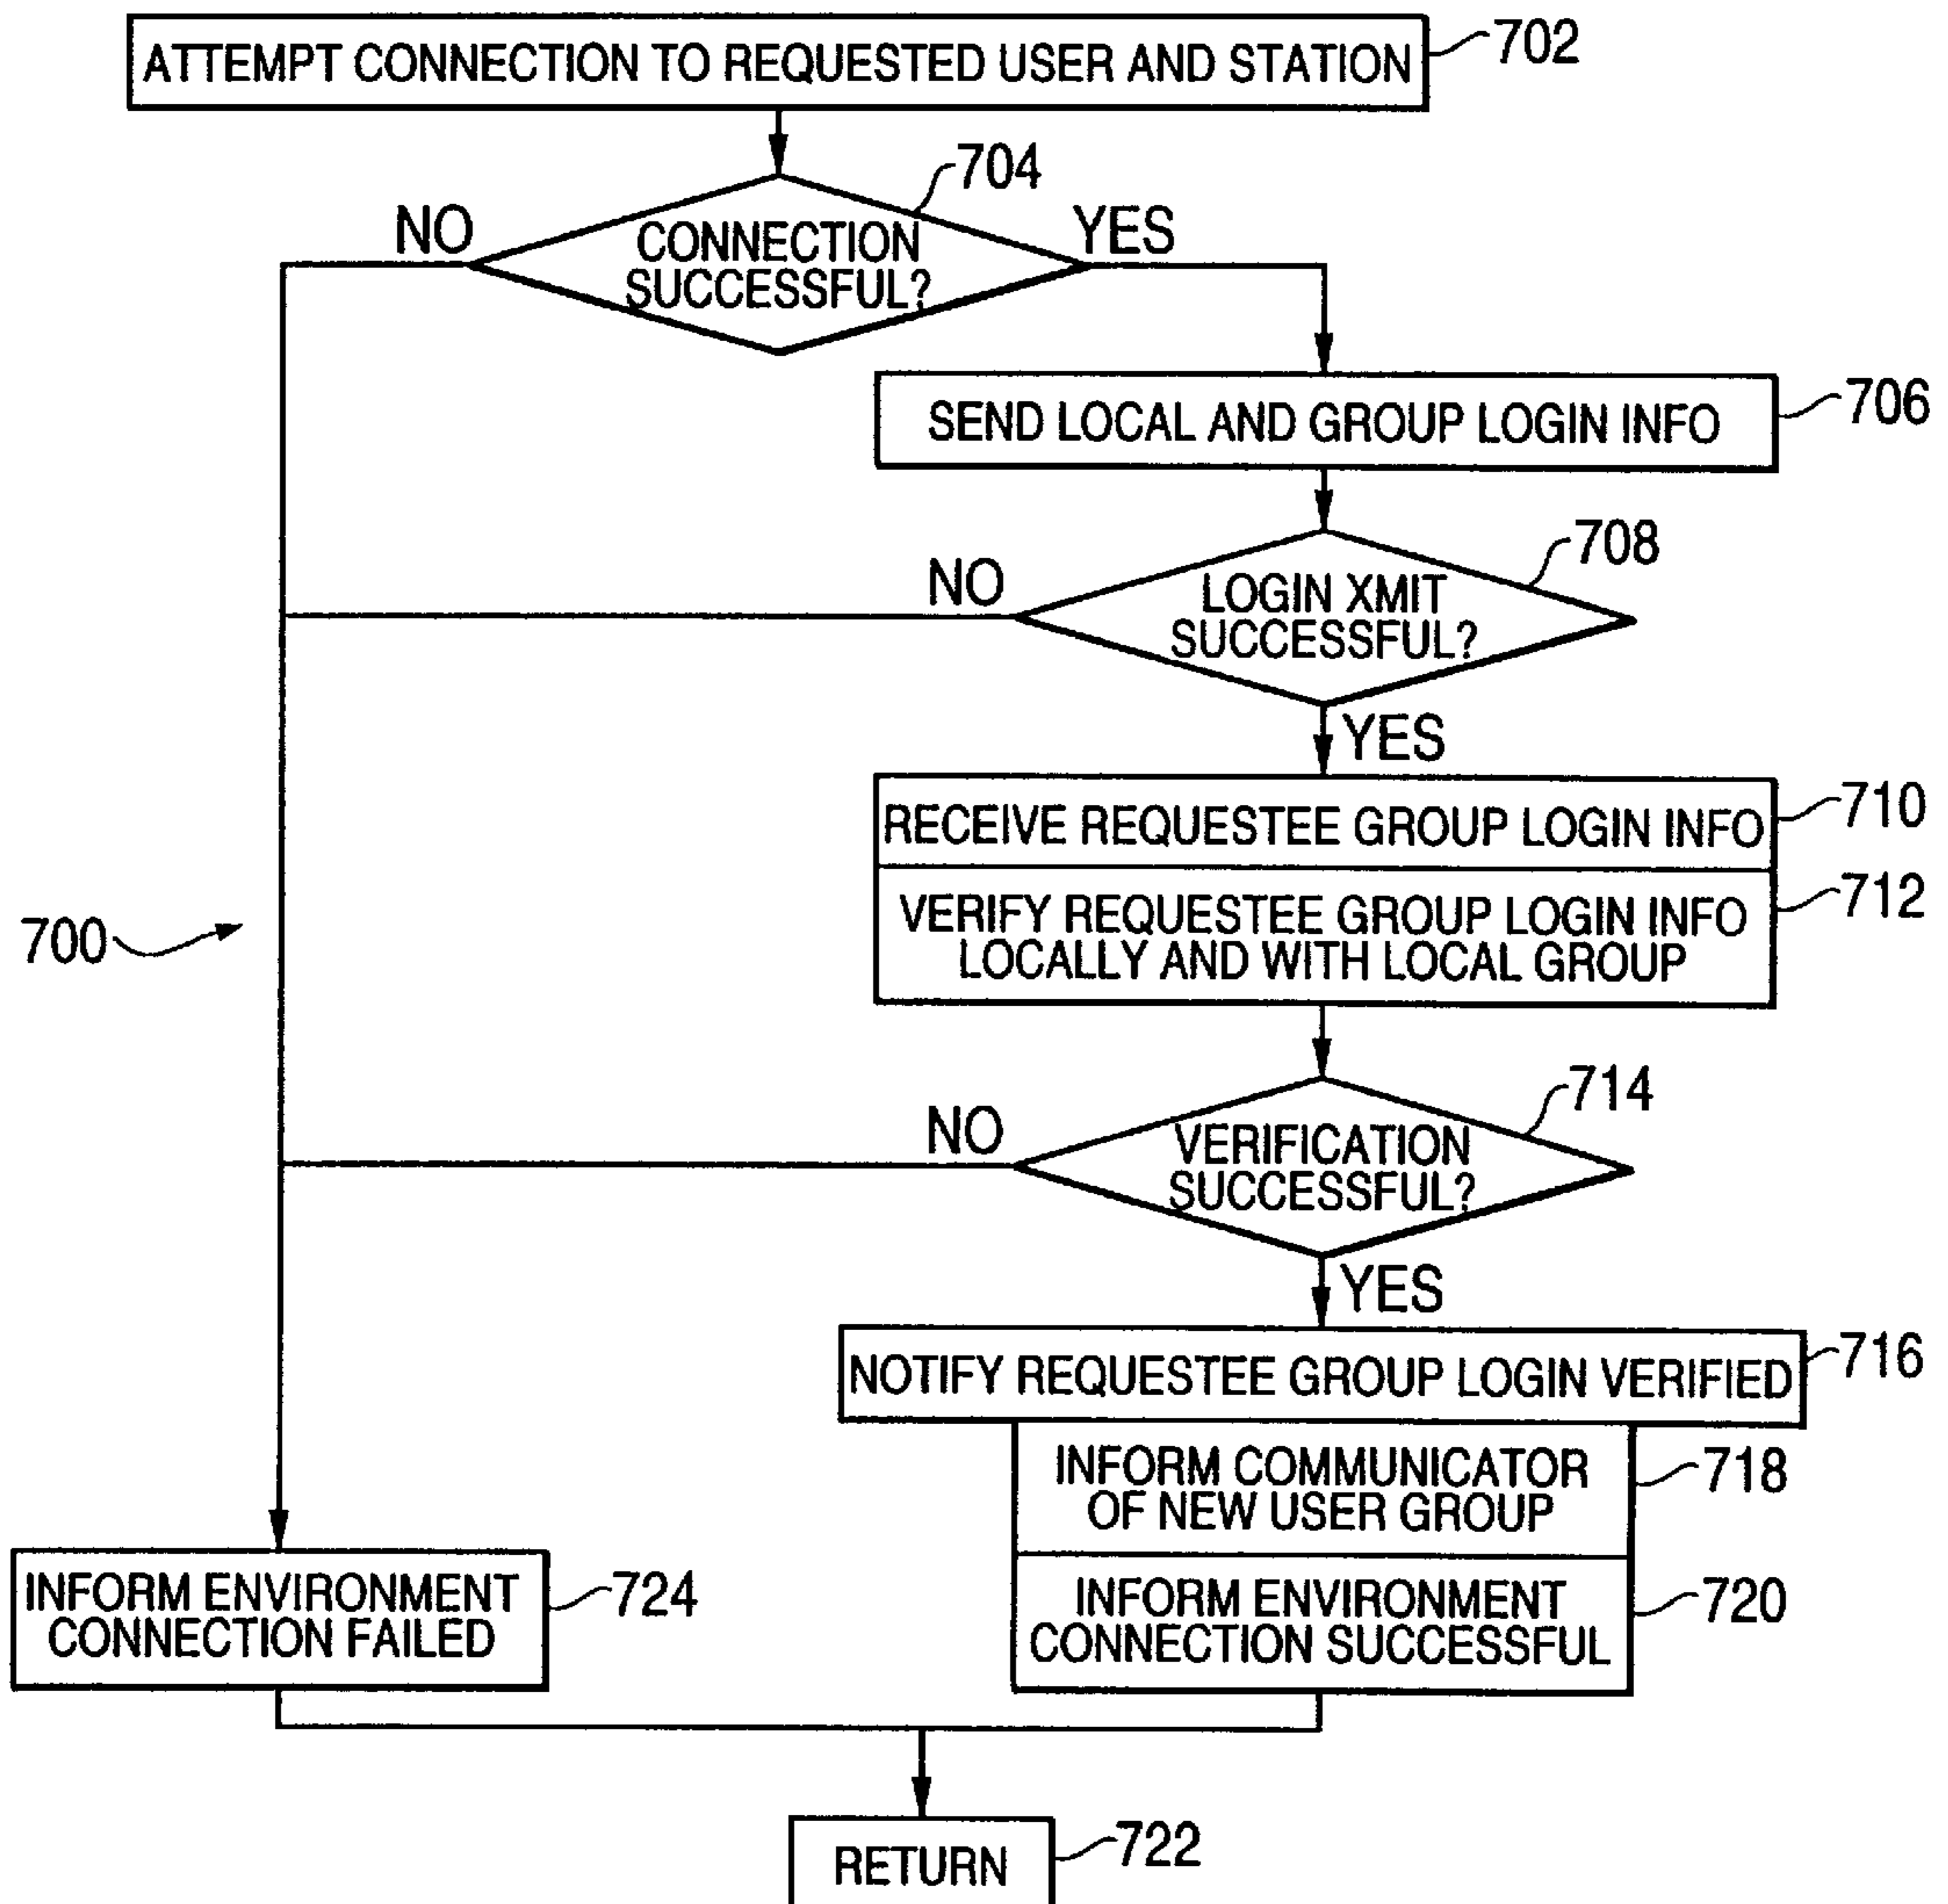 ATTEMPT CONNECTION TO REQUESTED USER AND STATION
702
704
NO
YES
CONNECTION
SUCCESSFUL?
SEND LOCAL AND GROUP LOGIN INFO
706
708
NO
LOGIN XMIT
SUCCESSFUL?
YES
RECEIVE REQUESTEE GROUP LOGIN INFO
710
VERIFY REQUESTEE GROUP LOGIN INFO
LOCALLY AND WITH LOCAL GROUP
712
700
714
NO
VERIFICATION
SUCCESSFUL?
YES
NOTIFY REQUESTEE GROUP LOGIN VERIFIED
716
INFORM COMMUNICATOR
OF NEW USER GROUP
718
INFORM ENVIRONMENT
CONNECTION FAILED
724
INFORM ENVIRONMENT
CONNECTION SUCCESSFUL
720
RETURN
722